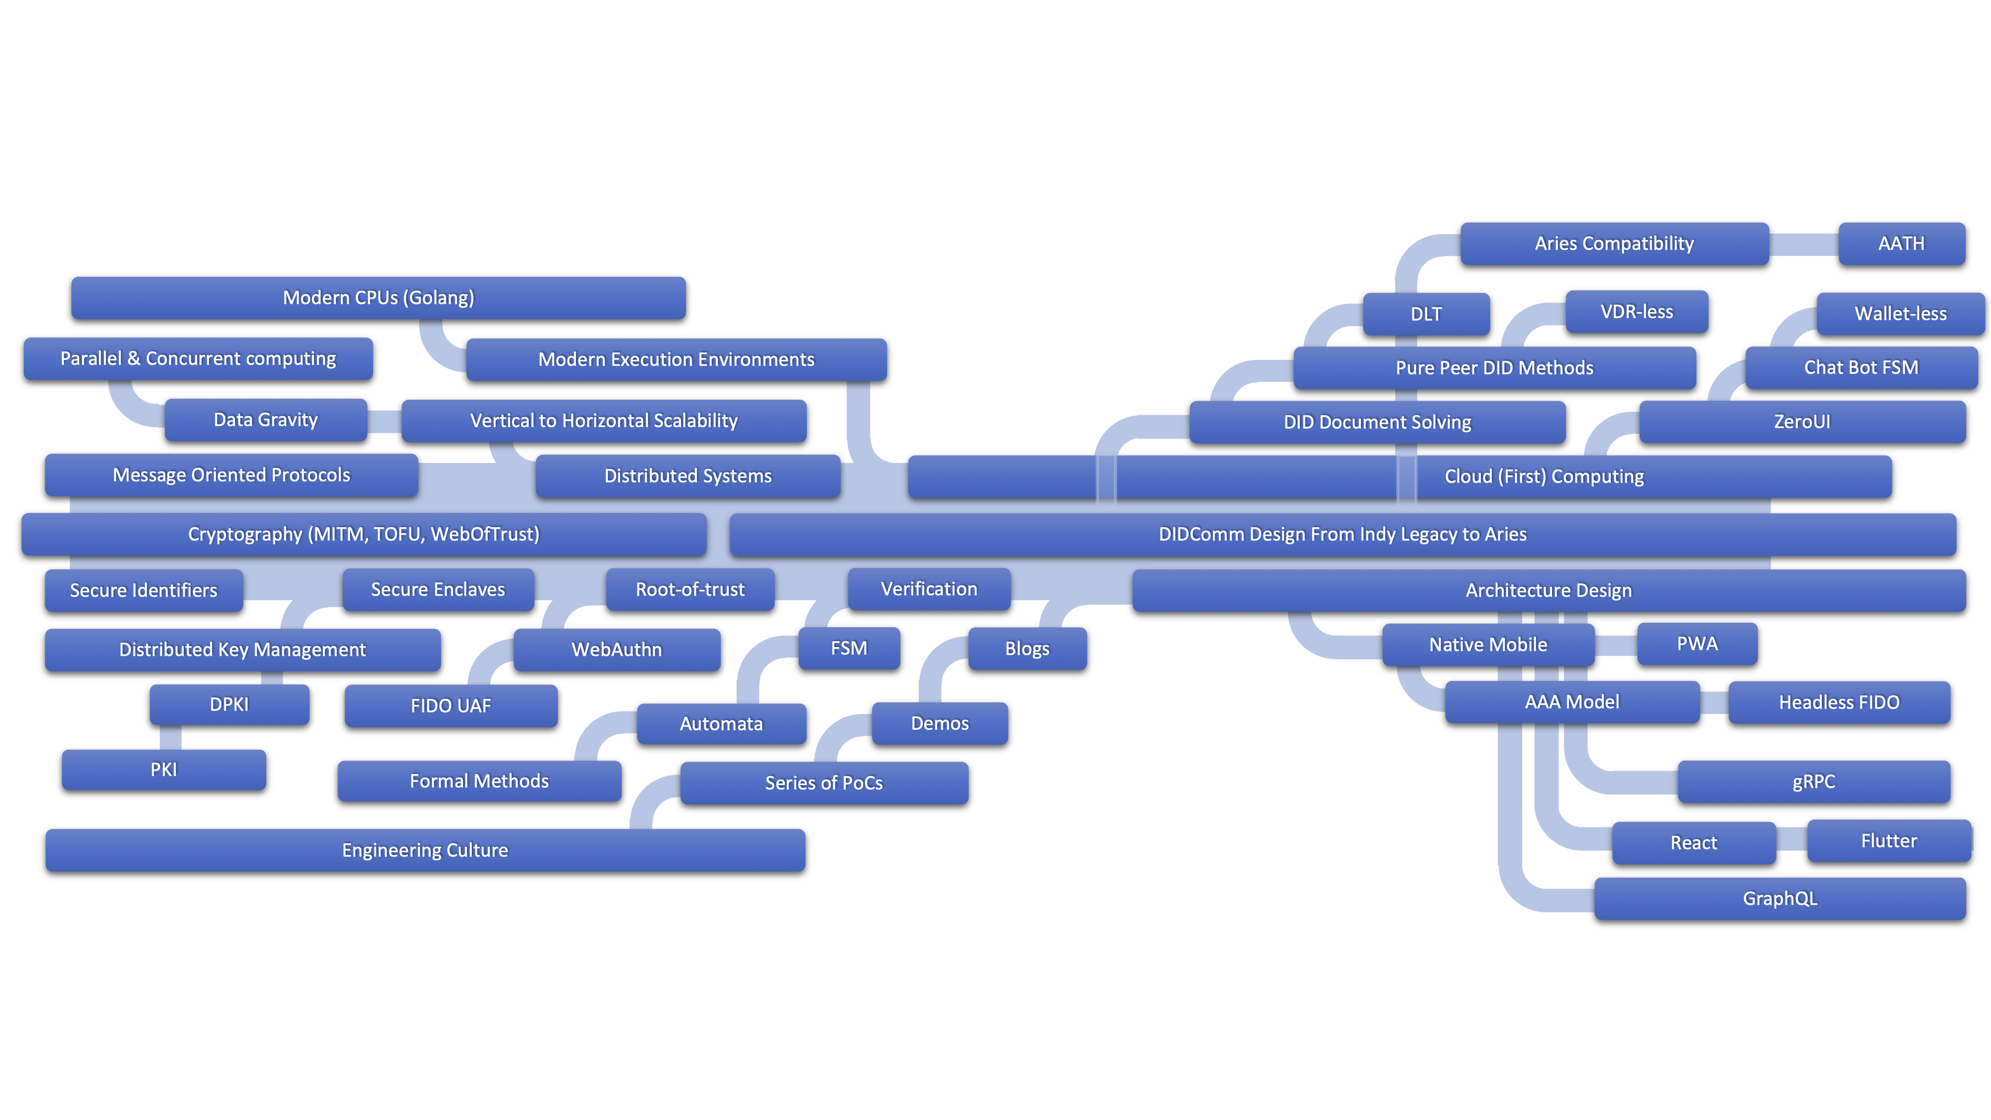 Aries Compatibility
AATH
Modern CPUs (Golang)
DLT
VDR-less
Wallet-less
Parallel & Concurrent computing
Modern Execution Environments
Pure Peer DID Methods
Chat Bot FSM
Data Gravity
Vertical to Horizontal Scalability
DID Document Solving
ZeroUI
Message Oriented Protocols
Distributed Systems
Cloud (First) Computing
Cryptography (MITM, TOFU, WebOfTrust)
DIDComm Design From Indy Legacy to Aries
Secure Identifiers
Secure Enclaves
Root-of-trust
Verification
Architecture Design
Distributed Key Management
WebAuthn
FSM
Blogs
Native Mobile
PWA
DPKI
FIDO UAF
Automata
Demos
AAA Model
Headless FIDO
PKI
Formal Methods
Series of PoCs
gRPC
Engineering Culture
React
Flutter
GraphQL